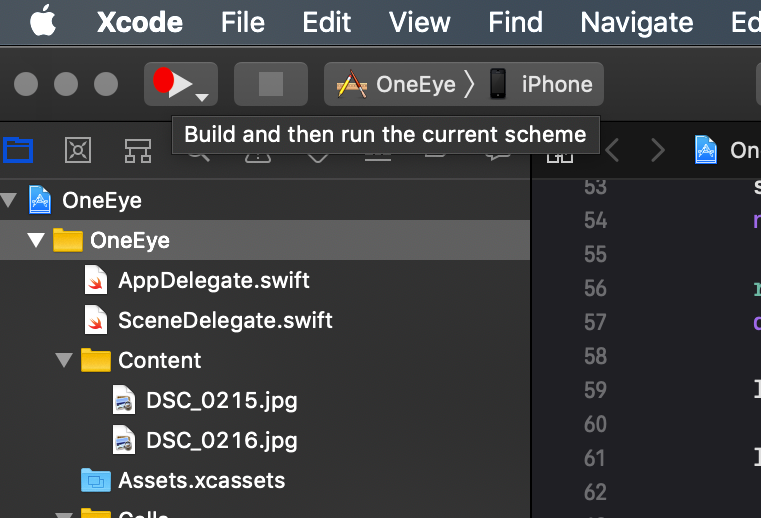 Xcode File Edit View Find Navigate Ed
OneEye iPhone
Build and then run the current scheme
On
OneEye
OneEye
AppDelegate.swift
SceneDelegate.swift
Content
DSC_0215.jpg
DSC_0216.jpg
Assets.xcassets
53
54
55
56
57
58
59
60
61
62